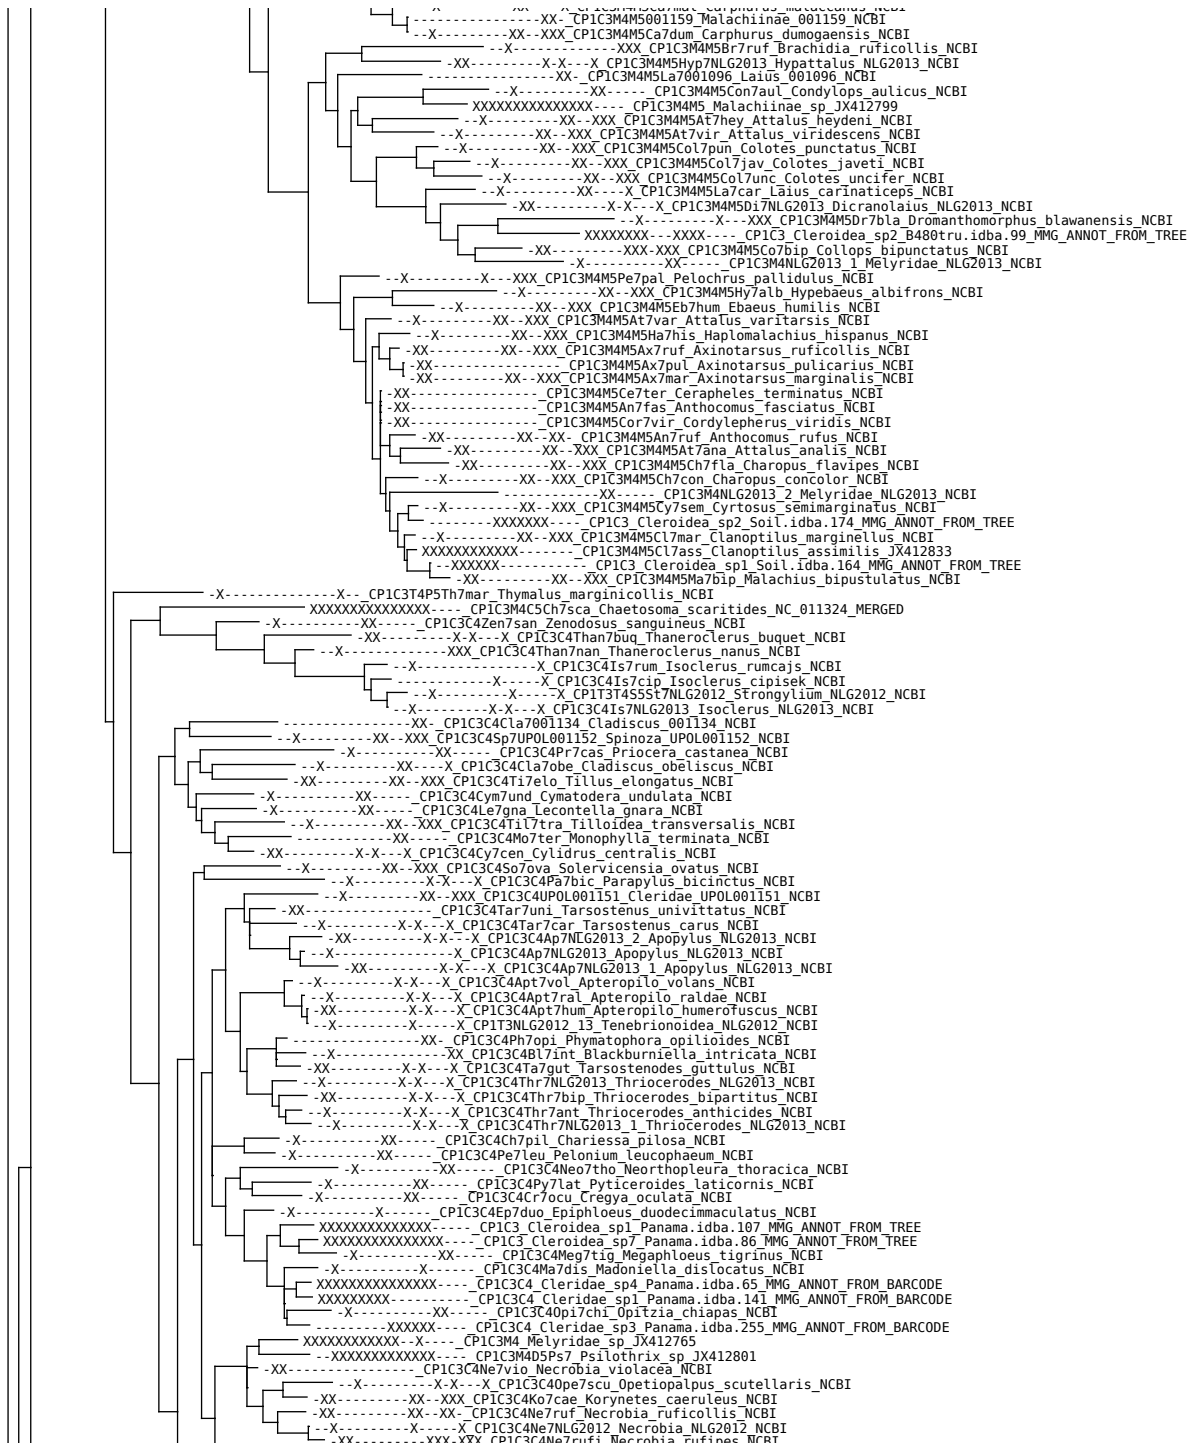 ---------------XX-_CP1C3M4M5001159_Malachiinae_001159_NCBI
--X---------XX--XXX_CP1C3M4M5Ca7dum_Carphurus_dumogaensis_NCBI
--X-------------XXX_CP1C3M4M5Br7ruf_Brachidia_ruficollis_NCBI
-XX---------X-X---X_CP1C3M4M5Hyp7NLG2013_Hypattalus_NLG2013_NCBI
----------------XX-_CP1C3M4M5La7001096_Laius_001096_NCBI
--X---------XX-----_CP1C3M4M5Con7aul_Condylops_aulicus_NCBI
XXXXXXXXXXXXXXX----_CP1C3M4M5_Malachiinae_sp_JX412799
--X---------XX--XXX_CP1C3M4M5At7hey_Attalus_heydeni_NCBI
--X---------XX--XXX_CP1C3M4M5At7vir_Attalus_viridescens_NCBI
--X---------XX--XXX_CP1C3M4M5Col7pun_Colotes_punctatus_NCBI
--X---------XX--XXX_CP1C3M4M5Col7jav_Colotes_javeti_NCBI
--X---------XX--XXX_CP1C3M4M5Col7unc_Colotes_uncifer_NCBI
--X---------XX----X_CP1C3M4M5La7car_Laius_carinaticeps_NCBI
-XX---------X-X---X_CP1C3M4M5Di7NLG2013_Dicranolaius_NLG2013_NCBI
--X---------X---XXX_CP1C3M4M5Dr7bla_Dromanthomorphus_blawanensis_NCBI
XXXXXXXX---XXXX----_CP1C3_Cleroidea_sp2_B480tru.idba.99_MMG_ANNOT_FROM_TREE
-XX---------XXX-XXX_CP1C3M4M5Co7bip_Collops_bipunctatus_NCBI
-X----------XX-----_CP1C3M4NLG2013_1_Melyridae_NLG2013_NCBI
--X---------X---XXX_CP1C3M4M5Pe7pal_Pelochrus_pallidulus_NCBI
--X---------XX--XXX_CP1C3M4M5Hy7alb_Hypebaeus_albifrons_NCBI
--X---------XX--XXX_CP1C3M4M5Eb7hum_Ebaeus_humilis_NCBI
--X---------XX--XXX_CP1C3M4M5At7var_Attalus_varitarsis_NCBI
--X---------XX--XXX_CP1C3M4M5Ha7his_Haplomalachius_hispanus_NCBI
-XX---------XX--XXX_CP1C3M4M5Ax7ruf_Axinotarsus_ruficollis_NCBI
-XX----------------_CP1C3M4M5Ax7pul_Axinotarsus_pulicarius_NCBI
-XX---------XX--XXX_CP1C3M4M5Ax7mar_Axinotarsus_marginalis_NCBI
-XX----------------_CP1C3M4M5Ce7ter_Cerapheles_terminatus_NCBI
-XX----------------_CP1C3M4M5An7fas_Anthocomus_fasciatus_NCBI
-XX----------------_CP1C3M4M5Cor7vir_Cordylepherus_viridis_NCBI
-XX---------XX--XX-_CP1C3M4M5An7ruf_Anthocomus_rufus_NCBI
-XX---------XX--XXX_CP1C3M4M5At7ana_Attalus_analis_NCBI
-XX---------XX--XXX_CP1C3M4M5Ch7fla_Charopus_flavipes_NCBI
--X---------XX--XXX_CP1C3M4M5Ch7con_Charopus_concolor_NCBI
------------XX-----_CP1C3M4NLG2013_2_Melyridae_NLG2013_NCBI
--X---------XX--XXX_CP1C3M4M5Cy7sem_Cyrtosus_semimarginatus_NCBI
--------XXXXXXX----_CP1C3_Cleroidea_sp2_Soil.idba.174_MMG_ANNOT_FROM_TREE
--X---------XX--XXX_CP1C3M4M5Cl7mar_Clanoptilus_marginellus_NCBI
XXXXXXXXXXXX-------_CP1C3M4M5Cl7ass_Clanoptilus_assimilis_JX412833
--XXXXXX-----------_CP1C3_Cleroidea_sp1_Soil.idba.164_MMG_ANNOT_FROM_TREE
-XX---------XX--XXX_CP1C3M4M5Ma7bip_Malachius_bipustulatus_NCBI
-X--------------X--_CP1C3T4P5Th7mar_Thymalus_marginicollis_NCBI
XXXXXXXXXXXXXXX----_CP1C3M4C5Ch7sca_Chaetosoma_scaritides_NC_011324_MERGED
-X----------XX-----_CP1C3C4Zen7san_Zenodosus_sanguineus_NCBI
-XX---------X-X---X_CP1C3C4Than7buq_Thaneroclerus_buquet_NCBI
--X-------------XXX_CP1C3C4Than7nan_Thaneroclerus_nanus_NCBI
--X---------------X_CP1C3C4Is7rum_Isoclerus_rumcajs_NCBI
------------X-----X_CP1C3C4Is7cip_Isoclerus_cipisek_NCBI
--X---------X-----X_CP1T3T4S5St7NLG2012_Strongylium_NLG2012_NCBI
--X---------X-X---X_CP1C3C4Is7NLG2013_Isoclerus_NLG2013_NCBI
----------------XX-_CP1C3C4Cla7001134_Cladiscus_001134_NCBI
--X---------XX--XXX_CP1C3C4Sp7UPOL001152_Spinoza_UPOL001152_NCBI
-X----------XX-----_CP1C3C4Pr7cas_Priocera_castanea_NCBI
--X---------XX----X_CP1C3C4Cla7obe_Cladiscus_obeliscus_NCBI
-XX---------XX--XXX_CP1C3C4Ti7elo_Tillus_elongatus_NCBI
-X----------XX-----_CP1C3C4Cym7und_Cymatodera_undulata_NCBI
-X----------XX-----_CP1C3C4Le7gna_Lecontella_gnara_NCBI
--X---------XX--XXX_CP1C3C4Til7tra_Tilloidea_transversalis_NCBI
------------XX-----_CP1C3C4Mo7ter_Monophylla_terminata_NCBI
-XX---------X-X---X_CP1C3C4Cy7cen_Cylidrus_centralis_NCBI
--X---------XX--XXX_CP1C3C4So7ova_Solervicensia_ovatus_NCBI
--X---------X-X---X_CP1C3C4Pa7bic_Parapylus_bicinctus_NCBI
--X---------XX--XXX_CP1C3C4UPOL001151_Cleridae_UPOL001151_NCBI
-XX----------------_CP1C3C4Tar7uni_Tarsostenus_univittatus_NCBI
--X---------X-X---X_CP1C3C4Tar7car_Tarsostenus_carus_NCBI
-XX---------X-X---X_CP1C3C4Ap7NLG2013_2_Apopylus_NLG2013_NCBI
--X---------------X_CP1C3C4Ap7NLG2013_Apopylus_NLG2013_NCBI
-XX---------X-X---X_CP1C3C4Ap7NLG2013_1_Apopylus_NLG2013_NCBI
--X---------X-X---X_CP1C3C4Apt7vol_Apteropilo_volans_NCBI
--X---------X-X---X_CP1C3C4Apt7ral_Apteropilo_raldae_NCBI
-XX---------X-X---X_CP1C3C4Apt7hum_Apteropilo_humerofuscus_NCBI
--X---------X-----X_CP1T3NLG2012_13_Tenebrionoidea_NLG2012_NCBI
----------------XX-_CP1C3C4Ph7opi_Phymatophora_opilioides_NCBI
--X--------------XX_CP1C3C4Bl7int_Blackburniella_intricata_NCBI
-XX---------X-X---X_CP1C3C4Ta7gut_Tarsostenodes_guttulus_NCBI
--X---------X-X---X_CP1C3C4Thr7NLG2013_Thriocerodes_NLG2013_NCBI
-XX---------X-X---X_CP1C3C4Thr7bip_Thriocerodes_bipartitus_NCBI
--X---------X-X---X_CP1C3C4Thr7ant_Thriocerodes_anthicides_NCBI
--X---------X-X---X_CP1C3C4Thr7NLG2013_1_Thriocerodes_NLG2013_NCBI
-X----------XX-----_CP1C3C4Ch7pil_Chariessa_pilosa_NCBI
-X----------XX-----_CP1C3C4Pe7leu_Pelonium_leucophaeum_NCBI
-X----------XX-----_CP1C3C4Neo7tho_Neorthopleura_thoracica_NCBI
-X----------XX-----_CP1C3C4Py7lat_Pyticeroides_laticornis_NCBI
-X----------XX-----_CP1C3C4Cr7ocu_Cregya_oculata_NCBI
-X----------X------_CP1C3C4Ep7duo_Epiphloeus_duodecimmaculatus_NCBI
XXXXXXXXXXXXXX-----_CP1C3_Cleroidea_sp1_Panama.idba.107_MMG_ANNOT_FROM_TREE
XXXXXXXXXXXXXXX----_CP1C3_Cleroidea_sp7_Panama.idba.86_MMG_ANNOT_FROM_TREE
-X----------XX-----_CP1C3C4Meg7tig_Megaphloeus_tigrinus_NCBI
-X----------X------_CP1C3C4Ma7dis_Madoniella_dislocatus_NCBI
XXXXXXXXXXXXXXX----_CP1C3C4_Cleridae_sp4_Panama.idba.65_MMG_ANNOT_FROM_BARCODE
XXXXXXXXX----------_CP1C3C4_Cleridae_sp1_Panama.idba.141_MMG_ANNOT_FROM_BARCODE
-X----------XX-----_CP1C3C4Opi7chi_Opitzia_chiapas_NCBI
---------XXXXXX----_CP1C3C4_Cleridae_sp3_Panama.idba.255_MMG_ANNOT_FROM_BARCODE
XXXXXXXXXXXX--X----_CP1C3M4_Melyridae_sp_JX412765
--XXXXXXXXXXXXX----_CP1C3M4D5Ps7_Psilothrix_sp_JX412801
-XX----------------_CP1C3C4Ne7vio_Necrobia_violacea_NCBI
--X---------X-X---X_CP1C3C4Ope7scu_Opetiopalpus_scutellaris_NCBI
-XX---------XX--XXX_CP1C3C4Ko7cae_Korynetes_caeruleus_NCBI
-XX---------XX--XX-_CP1C3C4Ne7ruf_Necrobia_ruficollis_NCBI
--X---------X-----X_CP1C3C4Ne7NLG2012_Necrobia_NLG2012_NCBI
-XX---------XXX-XXX_CP1C3C4Ne7rufi_Necrobia_rufipes_NCBI